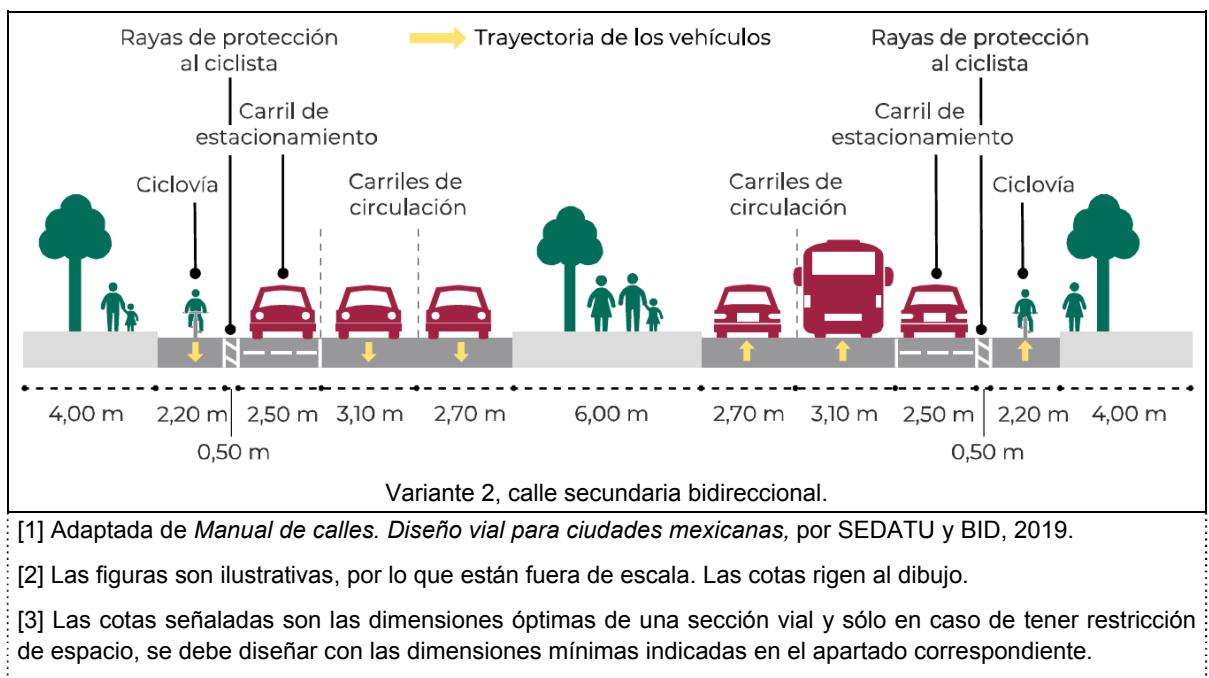 Rayas de protección
al ciclista
Trayectoria de los vehículos
Rayas de protección
al ciclista
Carril de
estacionamiento
Carril de
estacionamiento
Ciclovía
Carriles de
circulación
Carriles de
circulación
Ciclovía
4,00 m 2,20 m 2,50 m 3,10 m 2,70 m 6,00 m 2,70 m 3,10 m 2,50 m 2,20 m 4,00 m
0,50 m 0,50 m
Variante 2, calle secundaria bidireccional.
[1] Adaptada de Manual de calles. Diseño vial para ciudades mexicanas, por SEDATU y BID, 2019.
[2] Las figuras son ilustrativas, por lo que están fuera de escala. Las cotas rigen al dibujo.
[3] Las cotas señaladas son las dimensiones óptimas de una sección vial y sólo en caso de tener restricción
de espacio, se debe diseñar con las dimensiones mínimas indicadas en el apartado correspondiente.